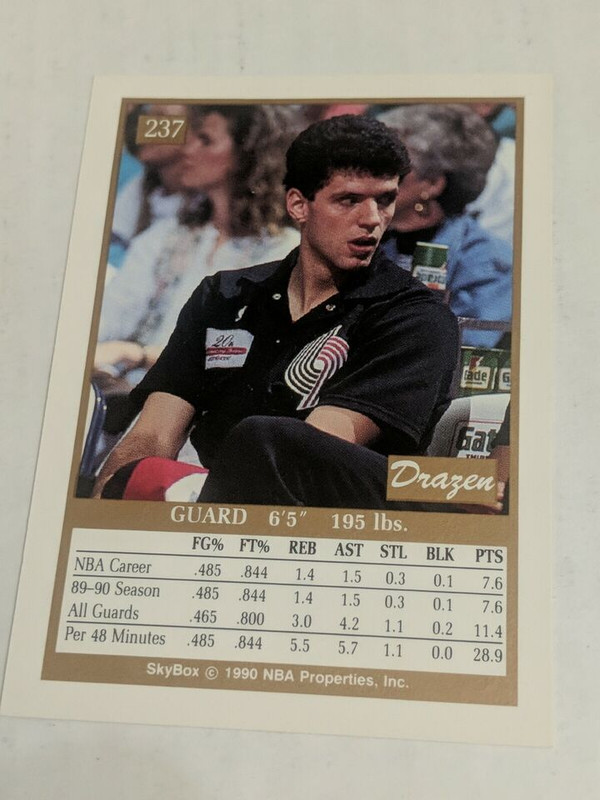 237
20th
Gat
Drazen
GUARD 6'5" 195 lbs.
FG% FT% REB AST STL BLK PTS
NBA Career .485 .844 1.4 1.5 0.3 0.1 7.6
89–90 Season .485 .844 1.4 1.5 0.3 0.1 7.6
All Guards .465 .800 3.0 4.2 1.1 0.2 11.4
Per 48 Minutes .485 .844 5.5 5.7 1.1 0.0 28.9
SkyBox © 1990 NBA Properties, Inc.